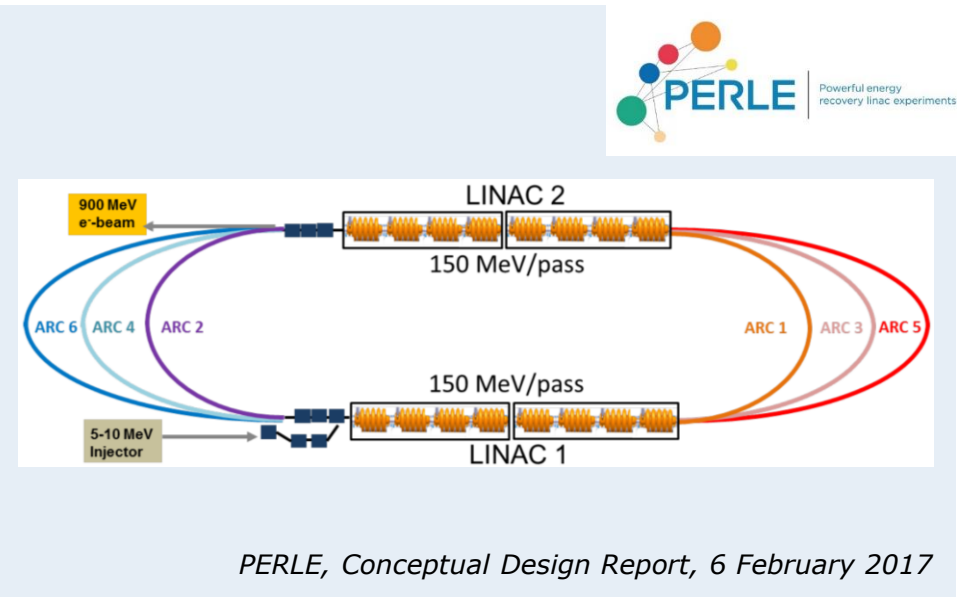 PERLE
Powerful energy
recovery linac experiments
LINAC 2
900 MeV
e⁻-beam
150 MeV/pass
ARC 6
ARC 4
ARC 2
ARC 1
ARC 3
ARC 5
150 MeV/pass
5-10 MeV
Injector
LINAC 1
PERLE, Conceptual Design Report, 6 February 2017